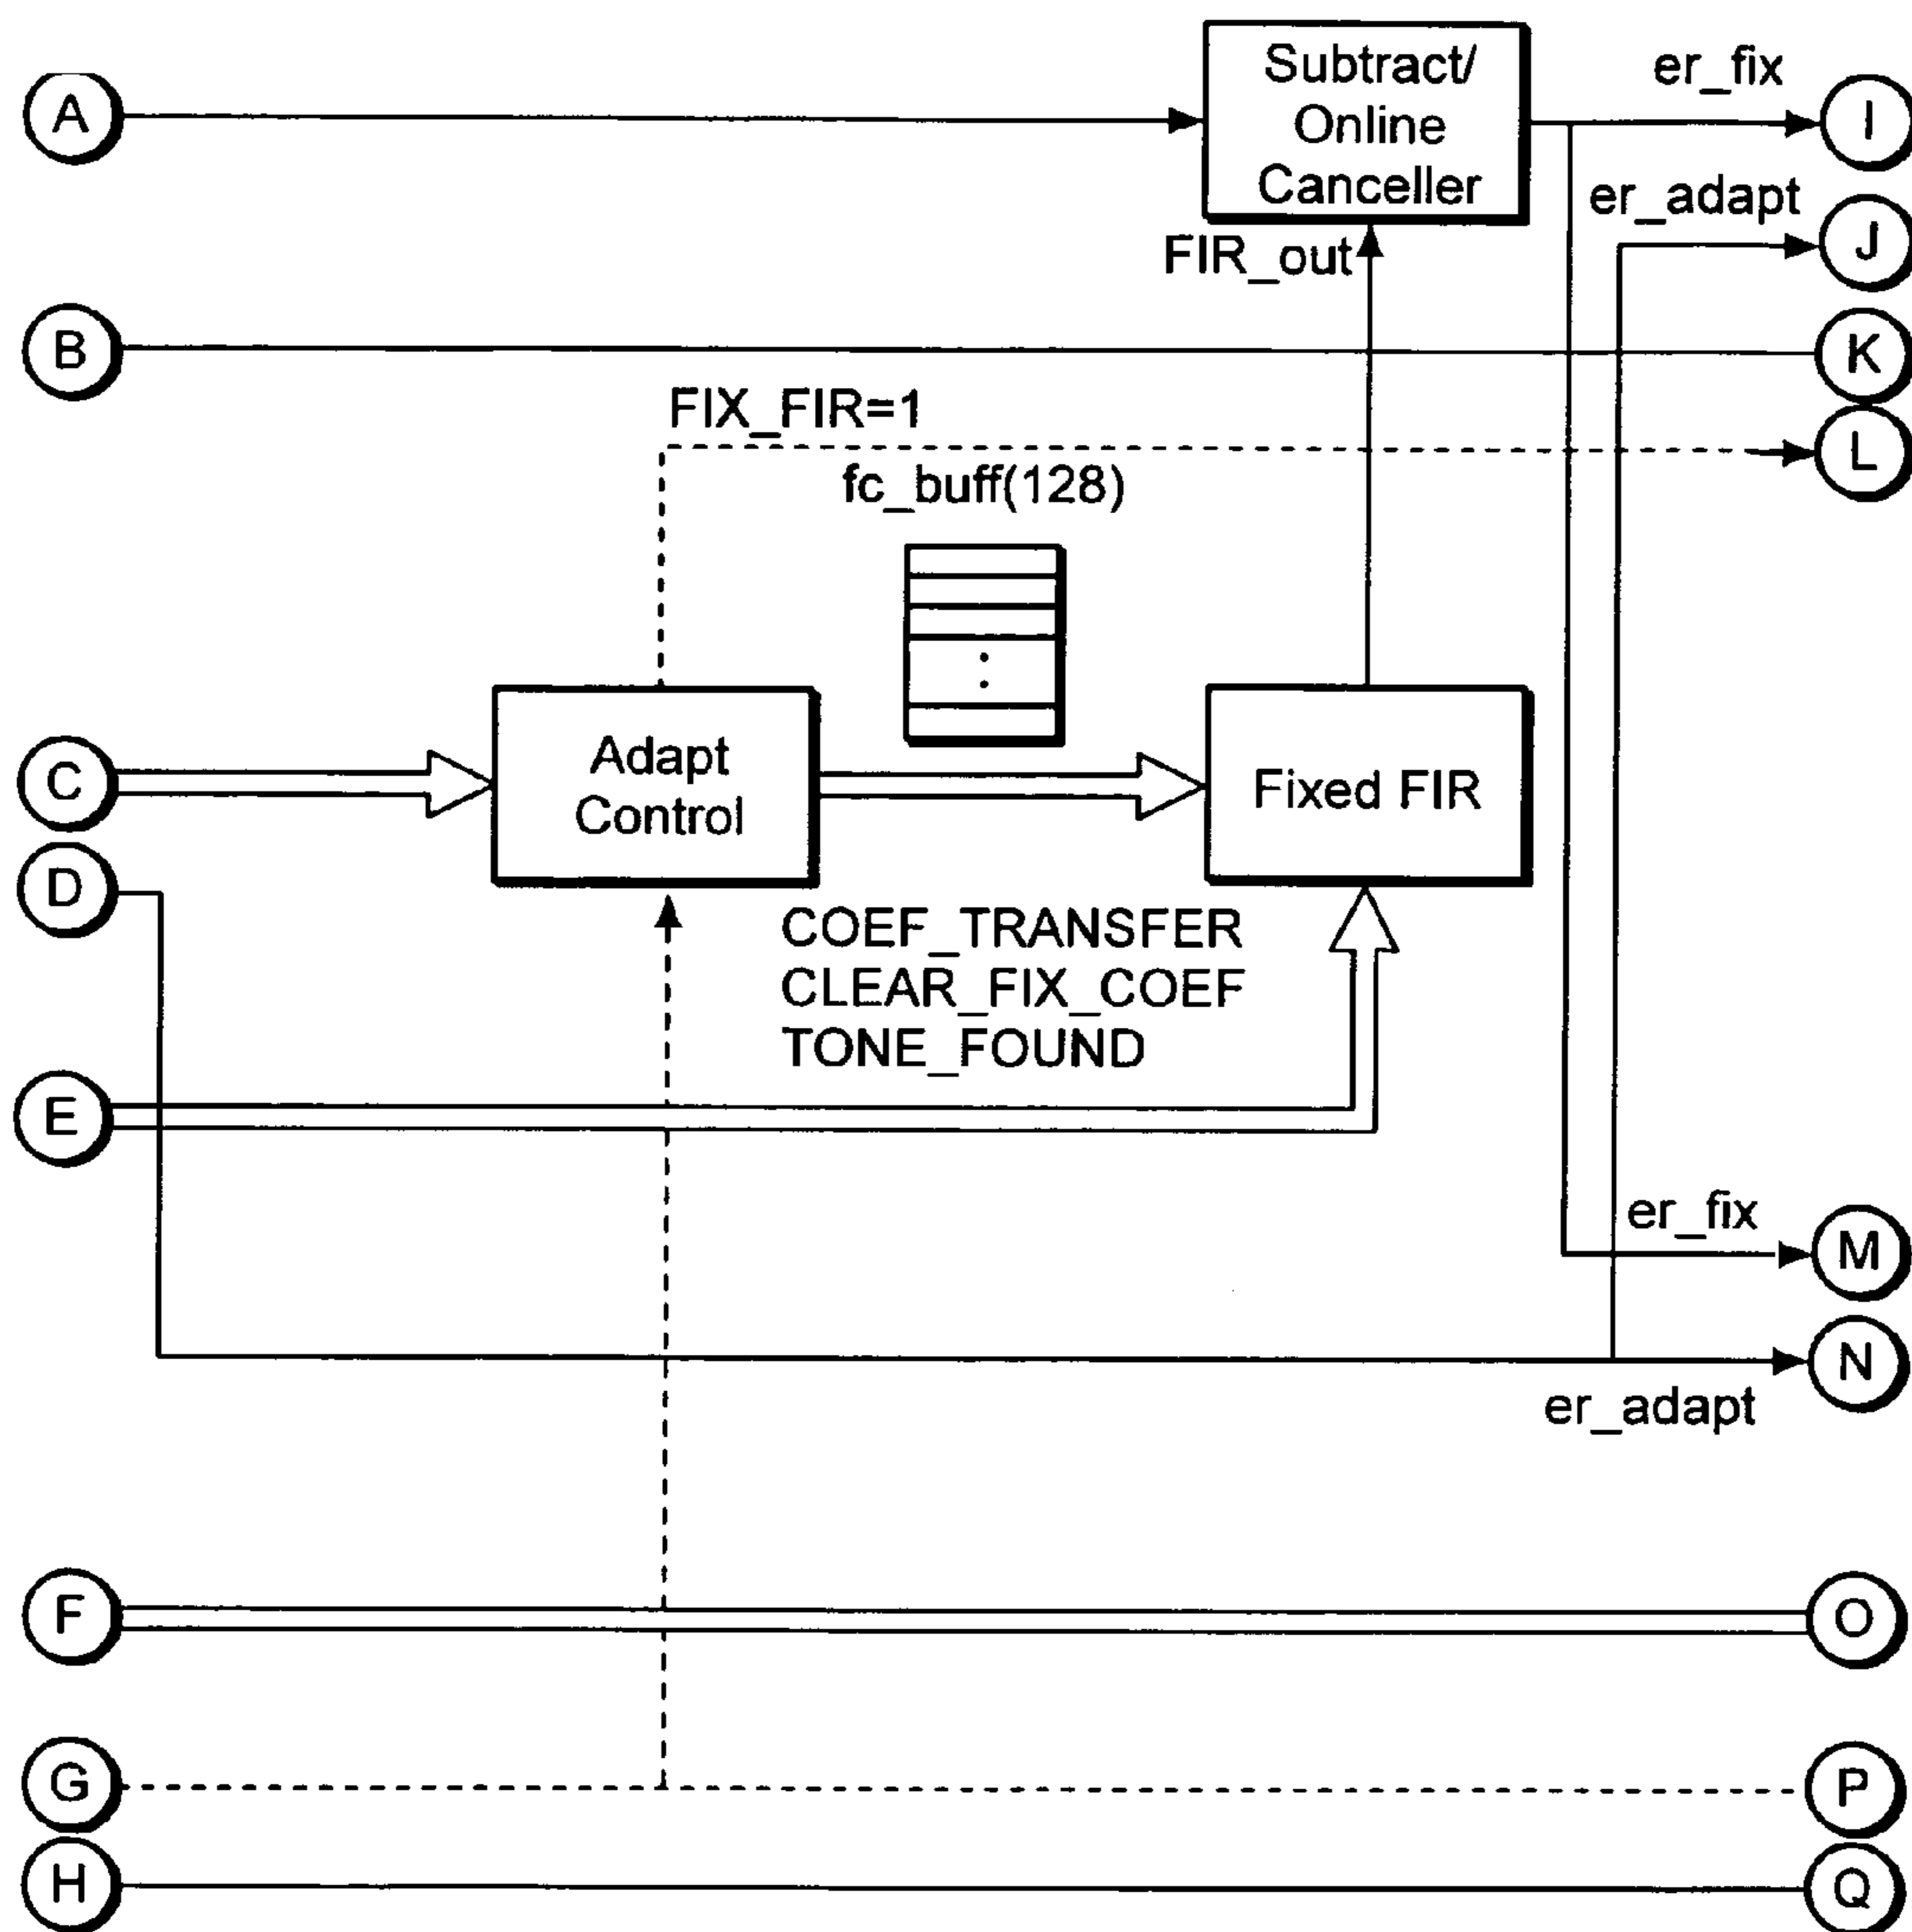 A
Subtract/
Online
Canceller
er_fix
I
er_adapt
J
FIR_out
B
K
FIX_FIR=1
L
fc_buff(128)
C
Adapt
Control
Fixed FIR
D
COEF_TRANSFER
CLEAR_FIX_COEF
TONE_FOUND
E
er_fix
M
N
er_adapt
F
O
G
P
H
Q